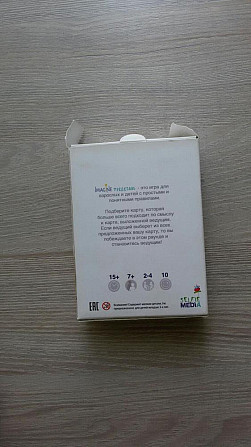 IMAGINE РЕБЯТАМ - это игра для
взрослых и детей с простыми и
понятными правилами.
Подберите карту, которая
больше всего подходит по смыслу
к карте, выложенной ведущим.
Если ведущий выберет из всех
предложенных вашу карту, то вы
побеждаете в этом раунде и
становитесь ведущим!
15+ 7+ 2-4 10
EAC
SELFIE
MEDIA